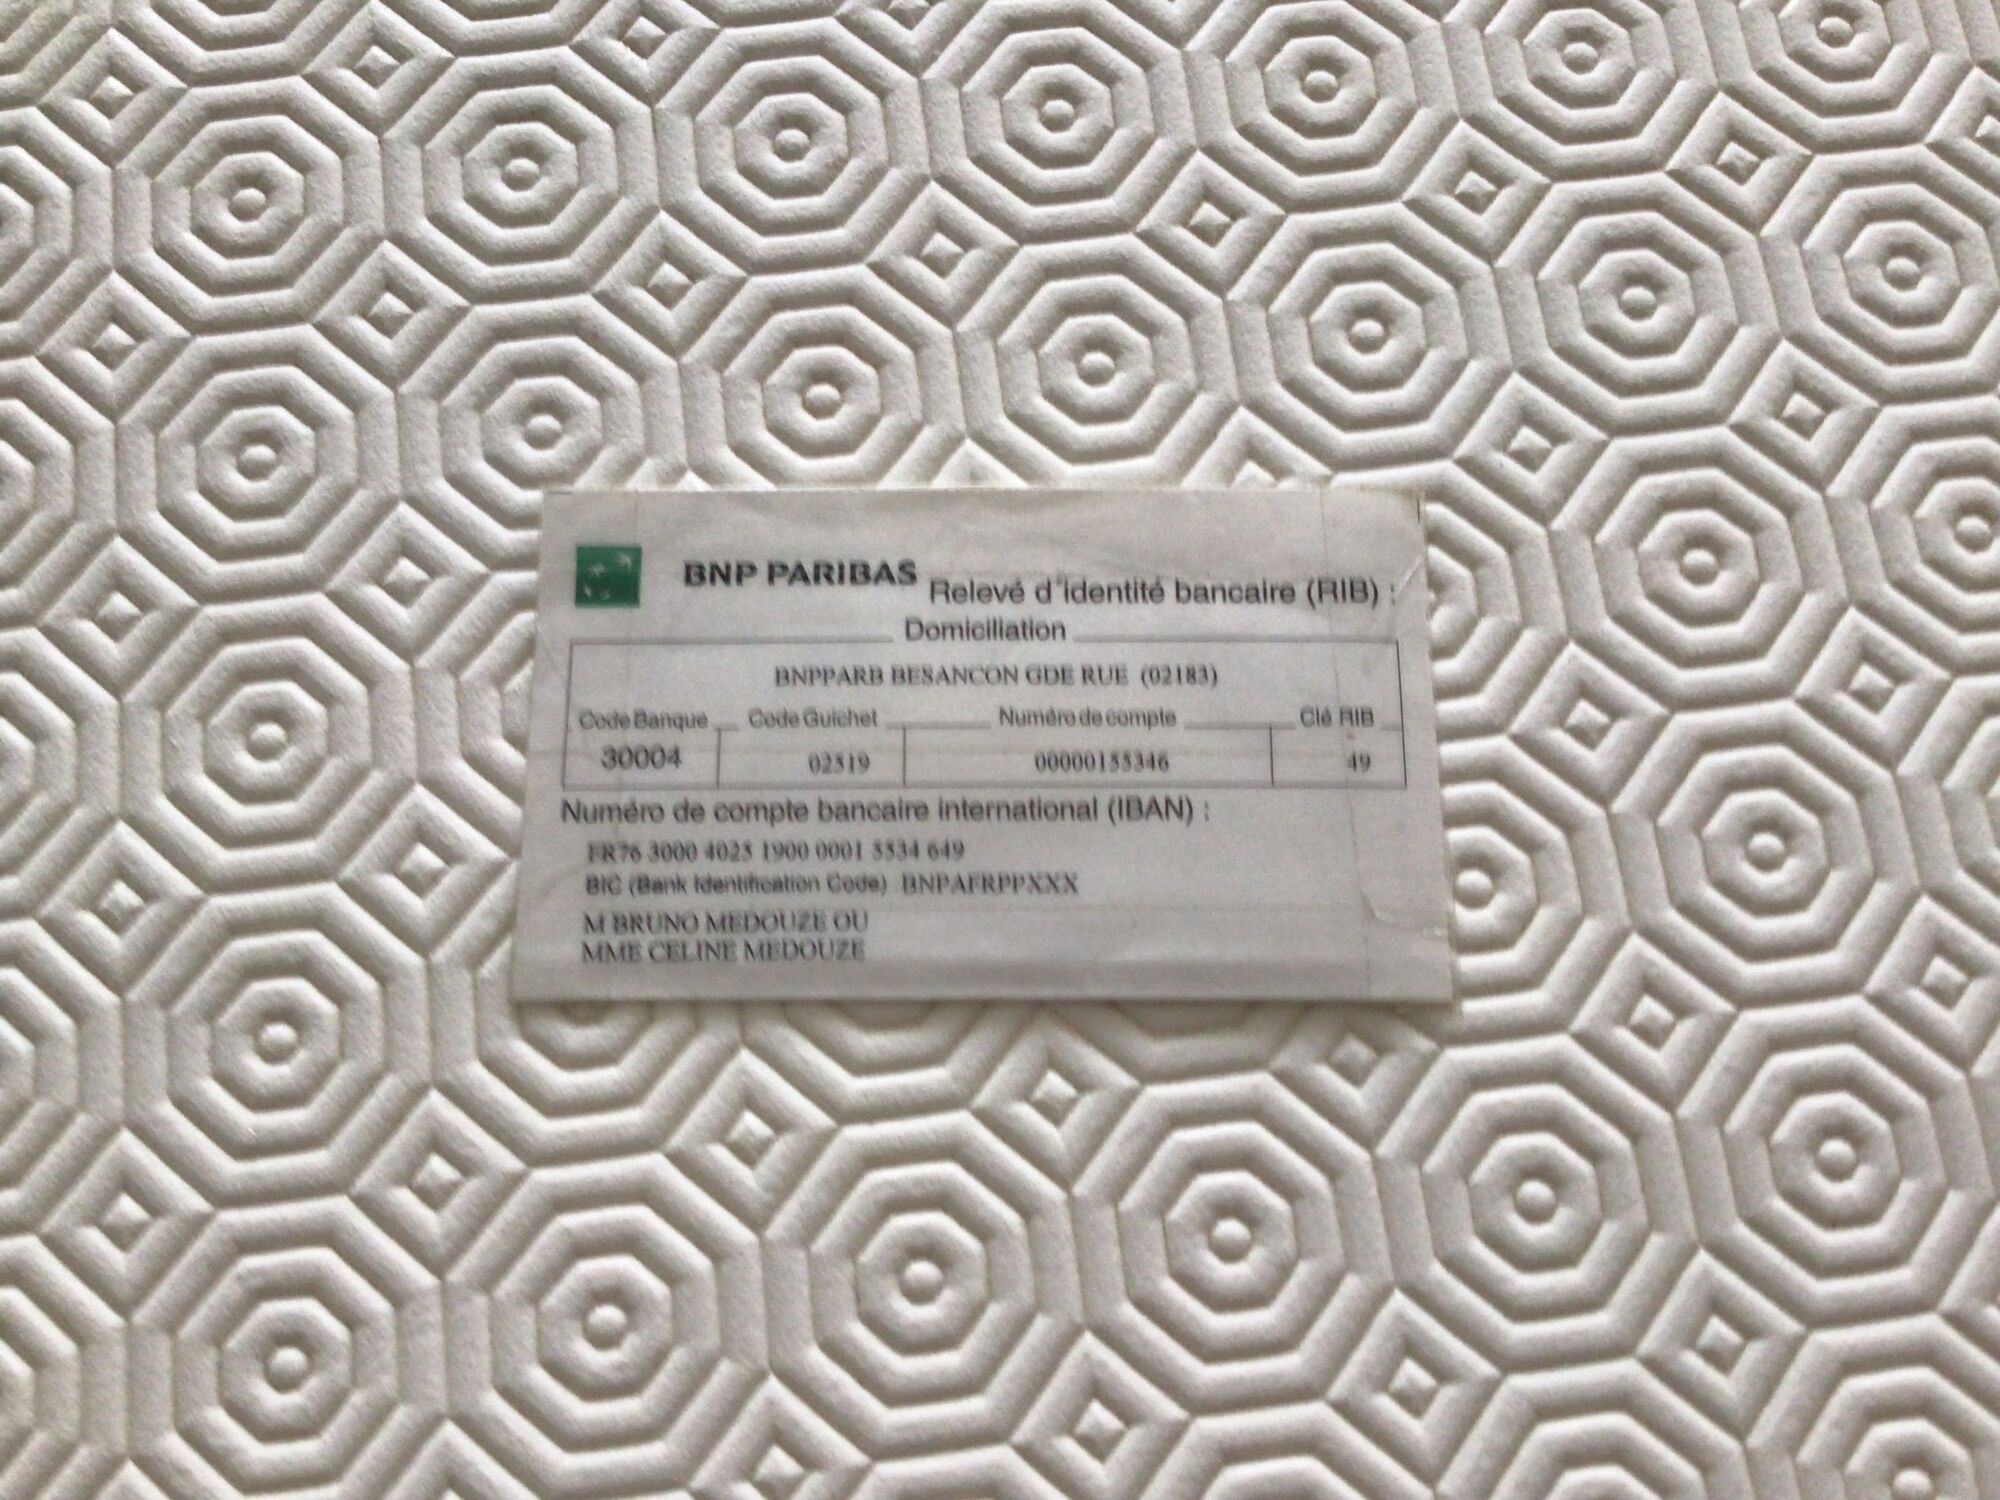 BNP PARIBAS Relevé d'identité bancaire (RIB) :
Domiciliation
BNPPARB BESANCON GDE RUE (02183)
Code Banque Code Guichet Numéro de compte Clé RIB
30004 02519 00000155346 49
Numéro de compte bancaire international (IBAN) :
FR76 3000 4025 1900 0001 5534 649
BIC (Bank Identification Code) BNPAFRPPXXX
M BRUNO MEDOUZE OU
MME CELINE MEDOUZE